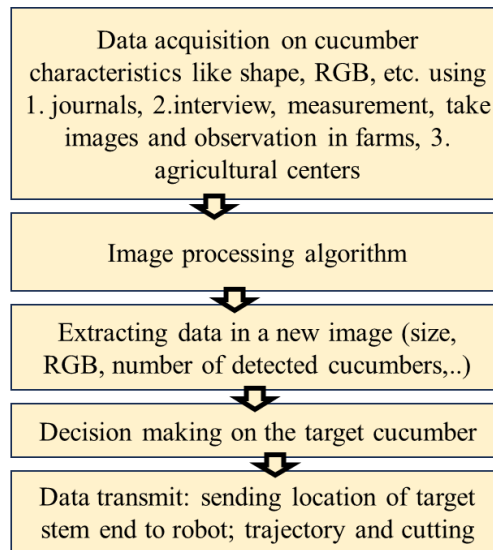 Data acquisition on cucumber
characteristics like shape, RGB, etc. using
1. journals, 2.interview, measurement, take
images and observation in farms, 3.
agricultural centers
Image processing algorithm
Extracting data in a new image (size,
RGB, number of detected cucumbers,..)
Decision making on the target cucumber
Data transmit: sending location of target
stem end to robot; trajectory and cutting